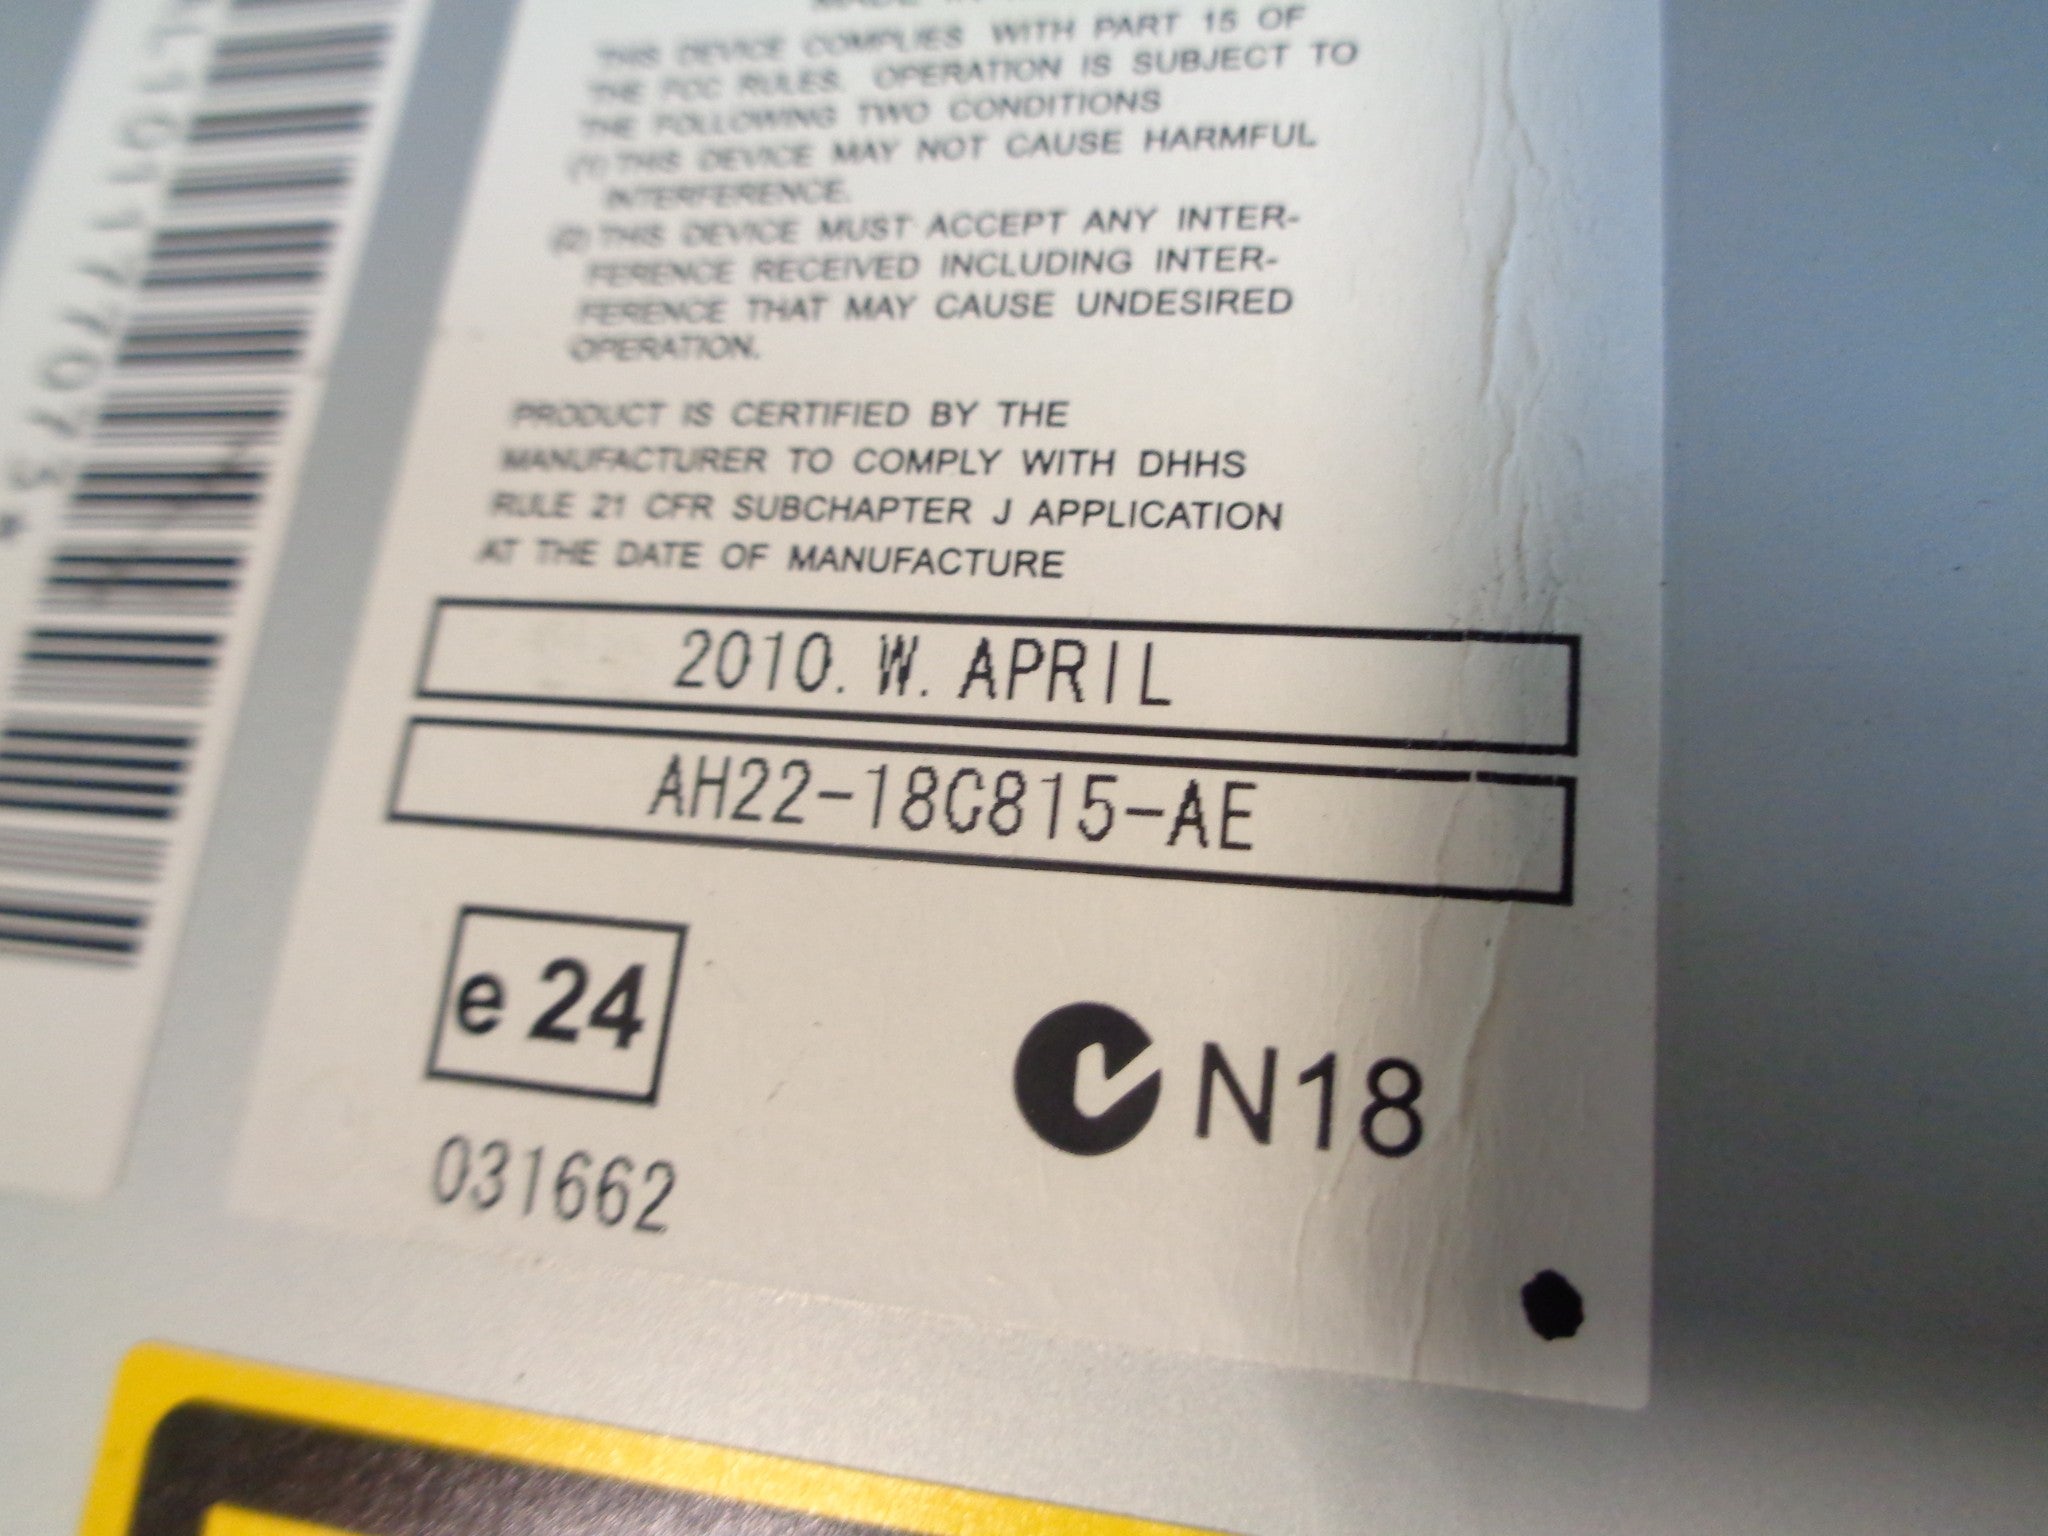 THIS DEVICE COMPLIES WITH PART 15 OF
THE FCC RULES. OPERATION IS SUBJECT TO
THE FOLLOWING TWO CONDITIONS
(1) THIS DEVICE MAY NOT CAUSE HARMFUL
INTERFERENCE.
(2) THIS DEVICE MUST ACCEPT ANY INTER-
FERENCE RECEIVED INCLUDING INTER-
FERENCE THAT MAY CAUSE UNDESIRED
OPERATION.
PRODUCT IS CERTIFIED BY THE
MANUFACTURER TO COMPLY WITH DHHS
RULE 21 CFR SUBCHAPTER J APPLICATION
AT THE DATE OF MANUFACTURE
2010. W. APRIL
AH22-18C815-AE
e 24
N18
031662